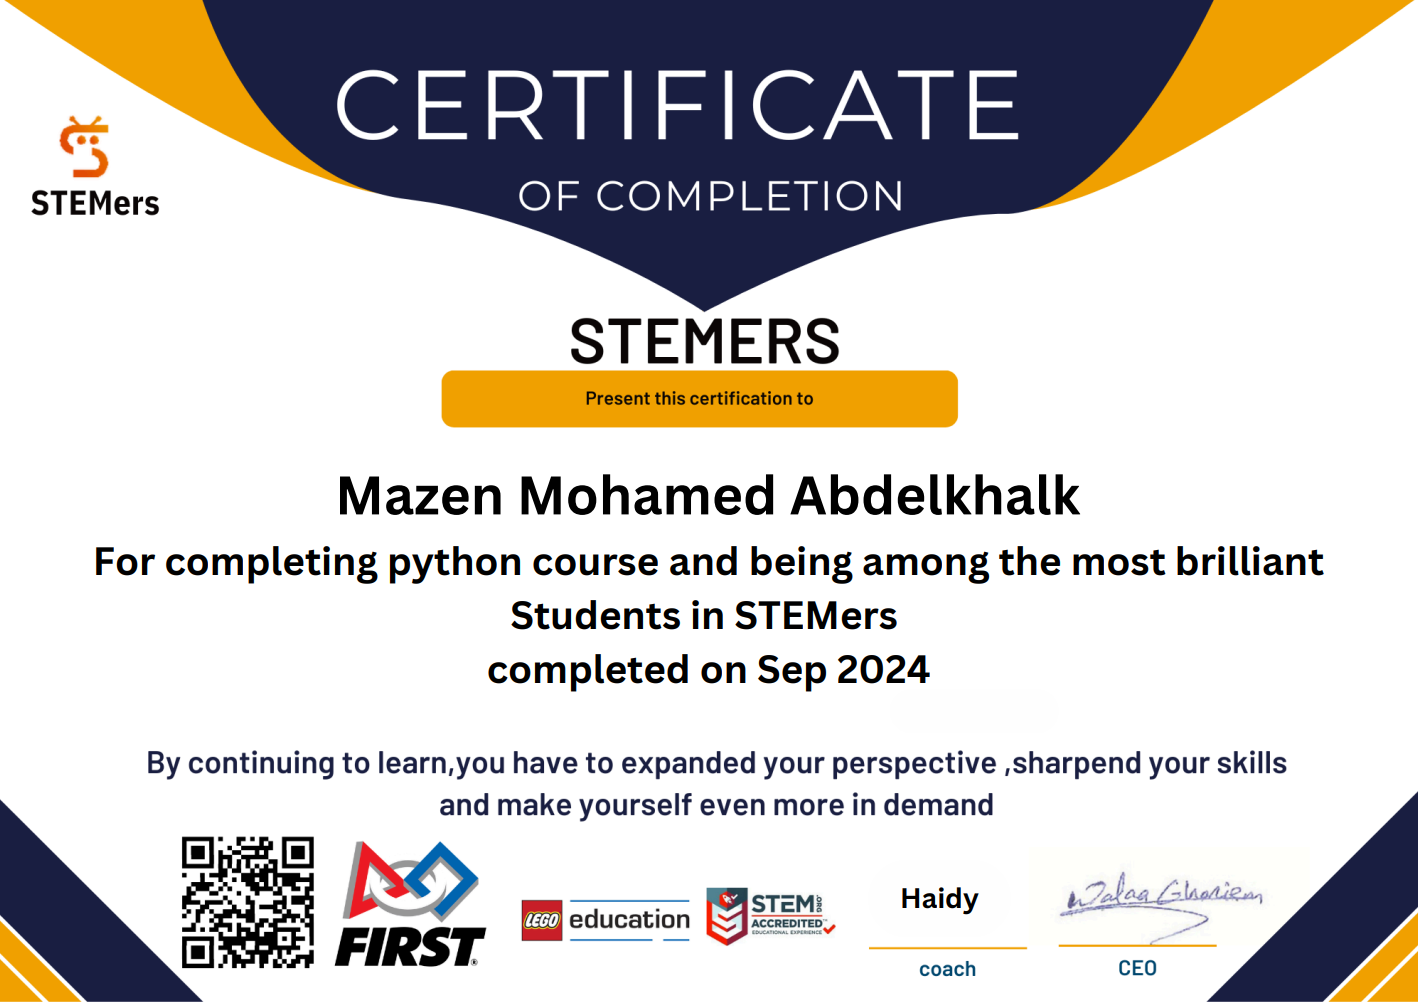 CERTIFICATE
OF COMPLETION
STEMers
STEMERS
Present this certification to
Mazen Mohamed Abdelkhalk
For completing python course and being among the most brilliant
Students in STEMers
completed on Sep 2024
By continuing to learn,you have to expanded your perspective ,sharpend your skills
and make yourself even more in demand
FIRST®
LEGO education
STEM.ORG
ACCREDITED™
EDUCATIONAL EXPERIENCE
Haidy
coach
Walaa Ghoniem
CEO